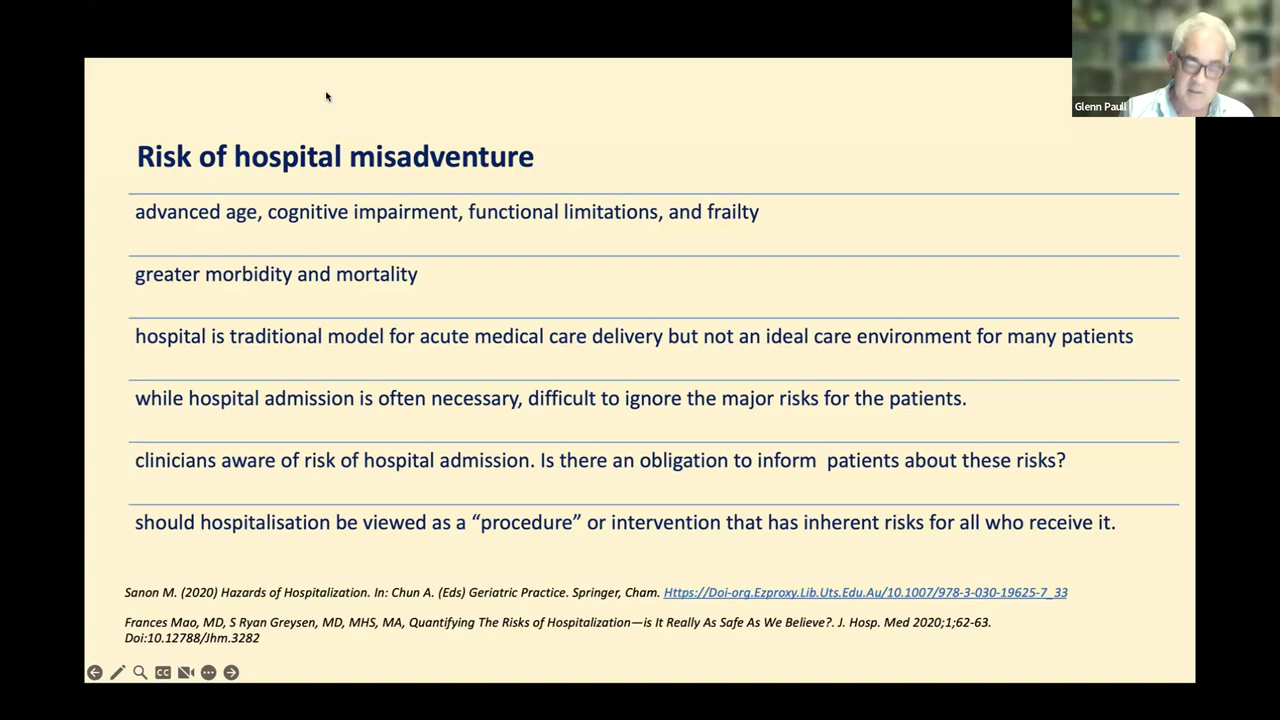 Glenn Paull
Risk of hospital misadventure
advanced age, cognitive impairment, functional limitations, and frailty
greater morbidity and mortality
hospital is traditional model for acute medical care delivery but not an ideal care environment for many patients
while hospital admission is often necessary, difficult to ignore the major risks for the patients.
clinicians aware of risk of hospital admission. Is there an obligation to inform  patients about these risks?
should hospitalisation be viewed as a “procedure” or intervention that has inherent risks for all who receive it.
Sanon M. (2020) Hazards of Hospitalization. In: Chun A. (Eds) Geriatric Practice. Springer, Cham. Https://Doi-org.Ezproxy.Lib.Uts.Edu.Au/10.1007/978-3-030-19625-7_33
Frances Mao, MD, S Ryan Greysen, MD, MHS, MA, Quantifying The Risks of Hospitalization—is It Really As Safe As We Believe?. J. Hosp. Med 2020;1;62-63.
Doi:10.12788/Jhm.3282
CC